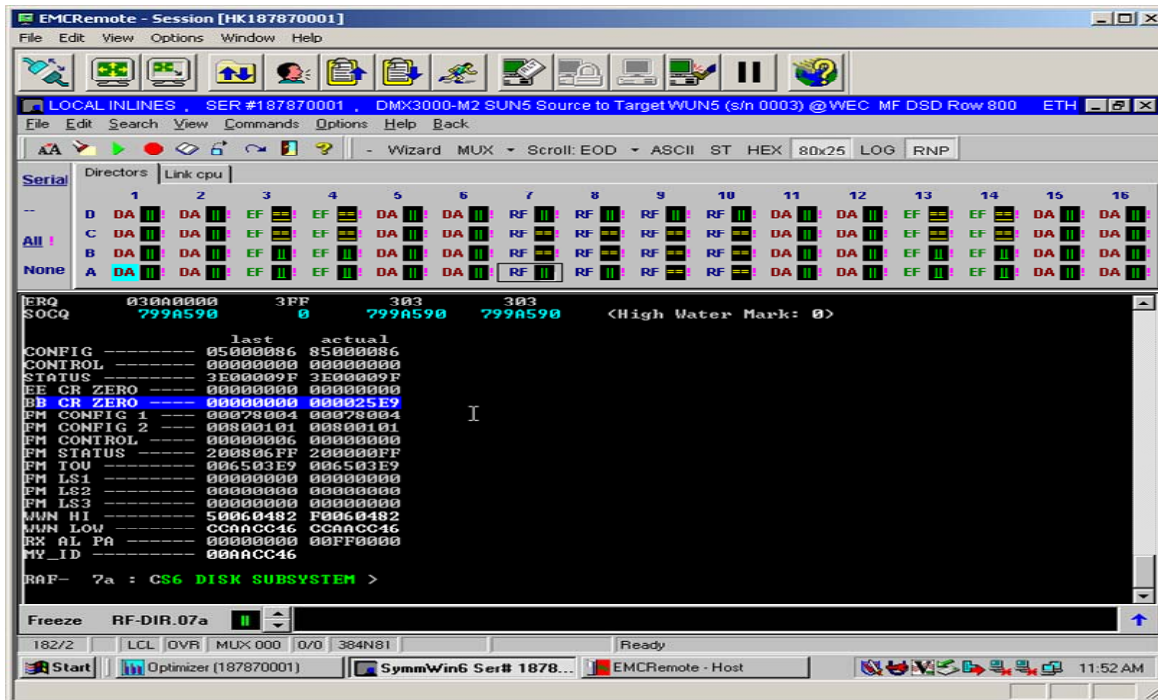 EMCRemote - Session [HK187870001]
File Edit View Options Window Help
LOCAL INLINES , SER #187870001 , DMX3000-M2 SUN5 Source to Target WUN5 (s/n 0003) @ WEC MF DSD Row 800 ETH
File Edit Search View Commands Options Help Back
AA - Wizard MUX Scroll: EOD ASCII ST HEX 80x25 LOG RNP
Serial Directors Link cpu
1 2 3 4 5 6 7 8 9 10 11 12 13 14 15 16
-- D DA ! DA ! EF ! EF ! DA ! DA ! RF ! RF ! RF ! RF ! DA ! DA ! EF ! EF ! DA ! DA !
All ! C DA ! DA ! EF ! EF ! DA ! DA ! RF ! RF ! RF ! RF ! DA ! DA ! EF ! EF ! DA ! DA !
B DA ! DA ! EF ! EF ! DA ! DA ! RF ! RF ! RF ! RF ! DA ! DA ! EF ! EF ! DA ! DA !
None A DA ! DA ! EF ! EF ! DA ! DA ! RF RF ! RF ! RF ! DA ! DA ! EF ! EF ! DA ! DA !
ERQ 030A0000 3FF 303 303
SOCQ 799A590 0 799A590 799A590 <High Water Mark: 0>
last actual
CONFIG -------- 05000086 85000086
CONTROL ------- 00000000 00000000
STATUS -------- 3E00009F 3E00009F
EE CR ZERO ---- 00000000 00000000
BB CR ZERO ---- 00000000 000025E9
FM CONFIG 1 --- 00078004 00078004
FM CONFIG 2 --- 00800101 00800101
FM CONTROL ---- 00000006 00000000
FM STATUS ----- 200806FF 200000FF
FM TOV -------- 006503E9 006503E9
FM LS1 -------- 00000000 00000000
FM LS2 -------- 00000000 00000000
FM LS3 -------- 00000000 00000000
WWN HI -------- 50060482 F0060482
WWN LOW ------- CCAACC46 CCAACC46
RX AL PA ------ 00000000 00FF0000
MY_ID --------- 00AACC46
RAF- 7a : CS6 DISK SUBSYSTEM >
Freeze RF-DIR.07a
182/2 LCL OVR MUX 000 0/0 384N81 Ready
Start Optimizer (187870001) SymmWin6 Ser# 1878... EMCRemote - Host 11:52 AM